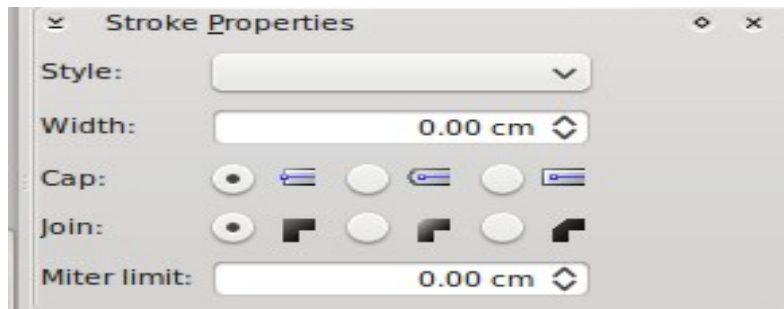 Stroke Properties
Style:
Width: 0.00 cm
Cap:
Join:
Miter limit: 0.00 cm